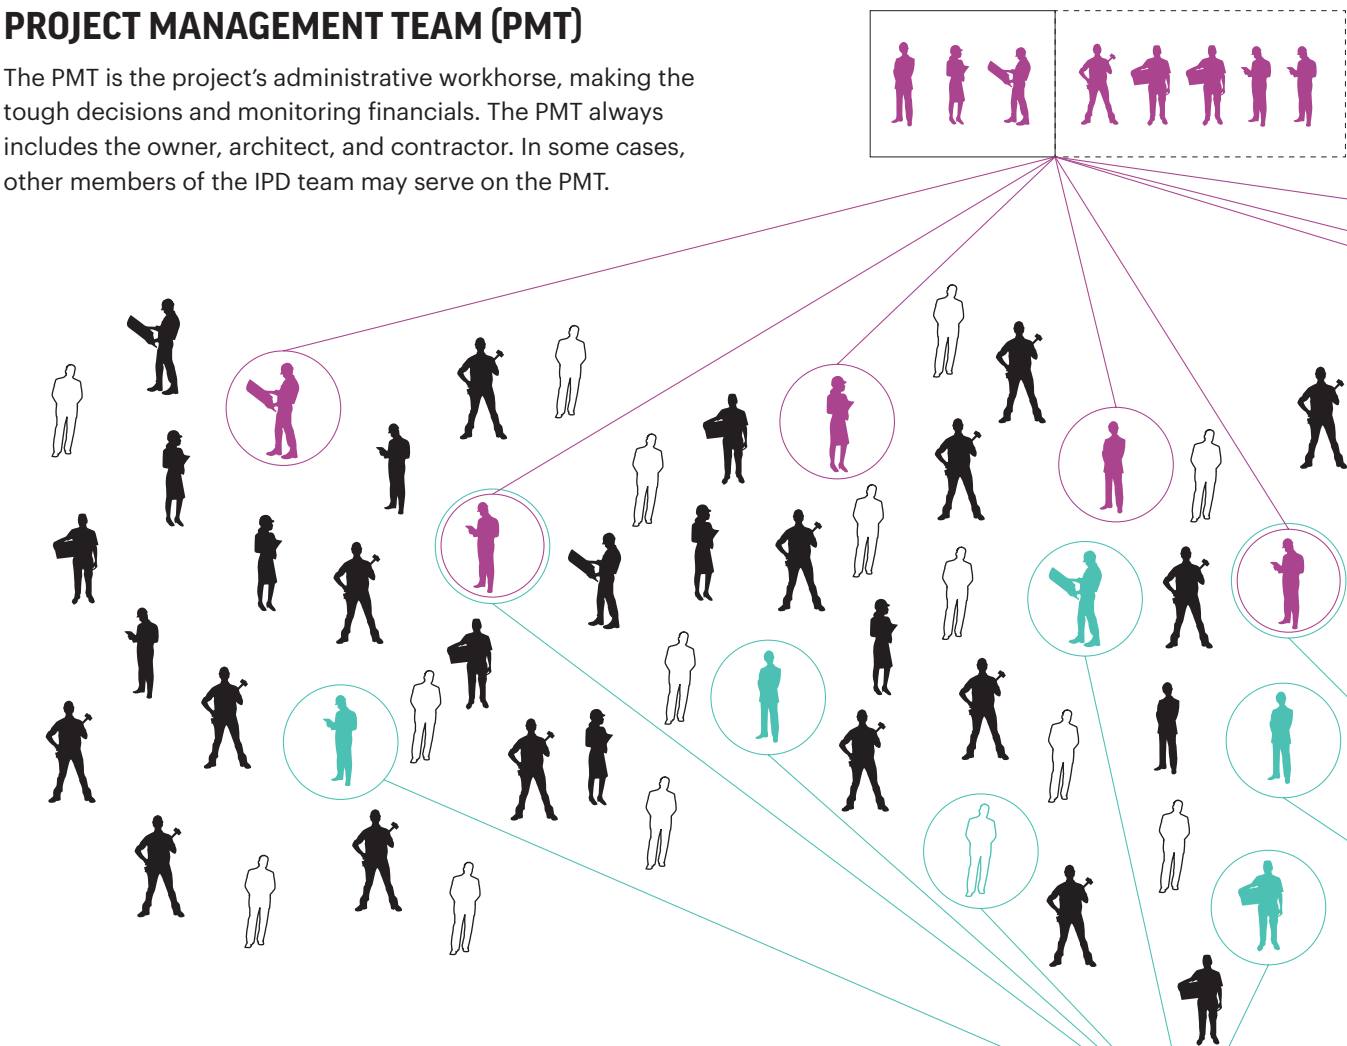 PROJECT MANAGEMENT TEAM (PMT)
The PMT is the project’s administrative workhorse, making the
tough decisions and monitoring financials. The PMT always
includes the owner, architect, and contractor. In some cases,
other members of the IPD team may serve on the PMT.